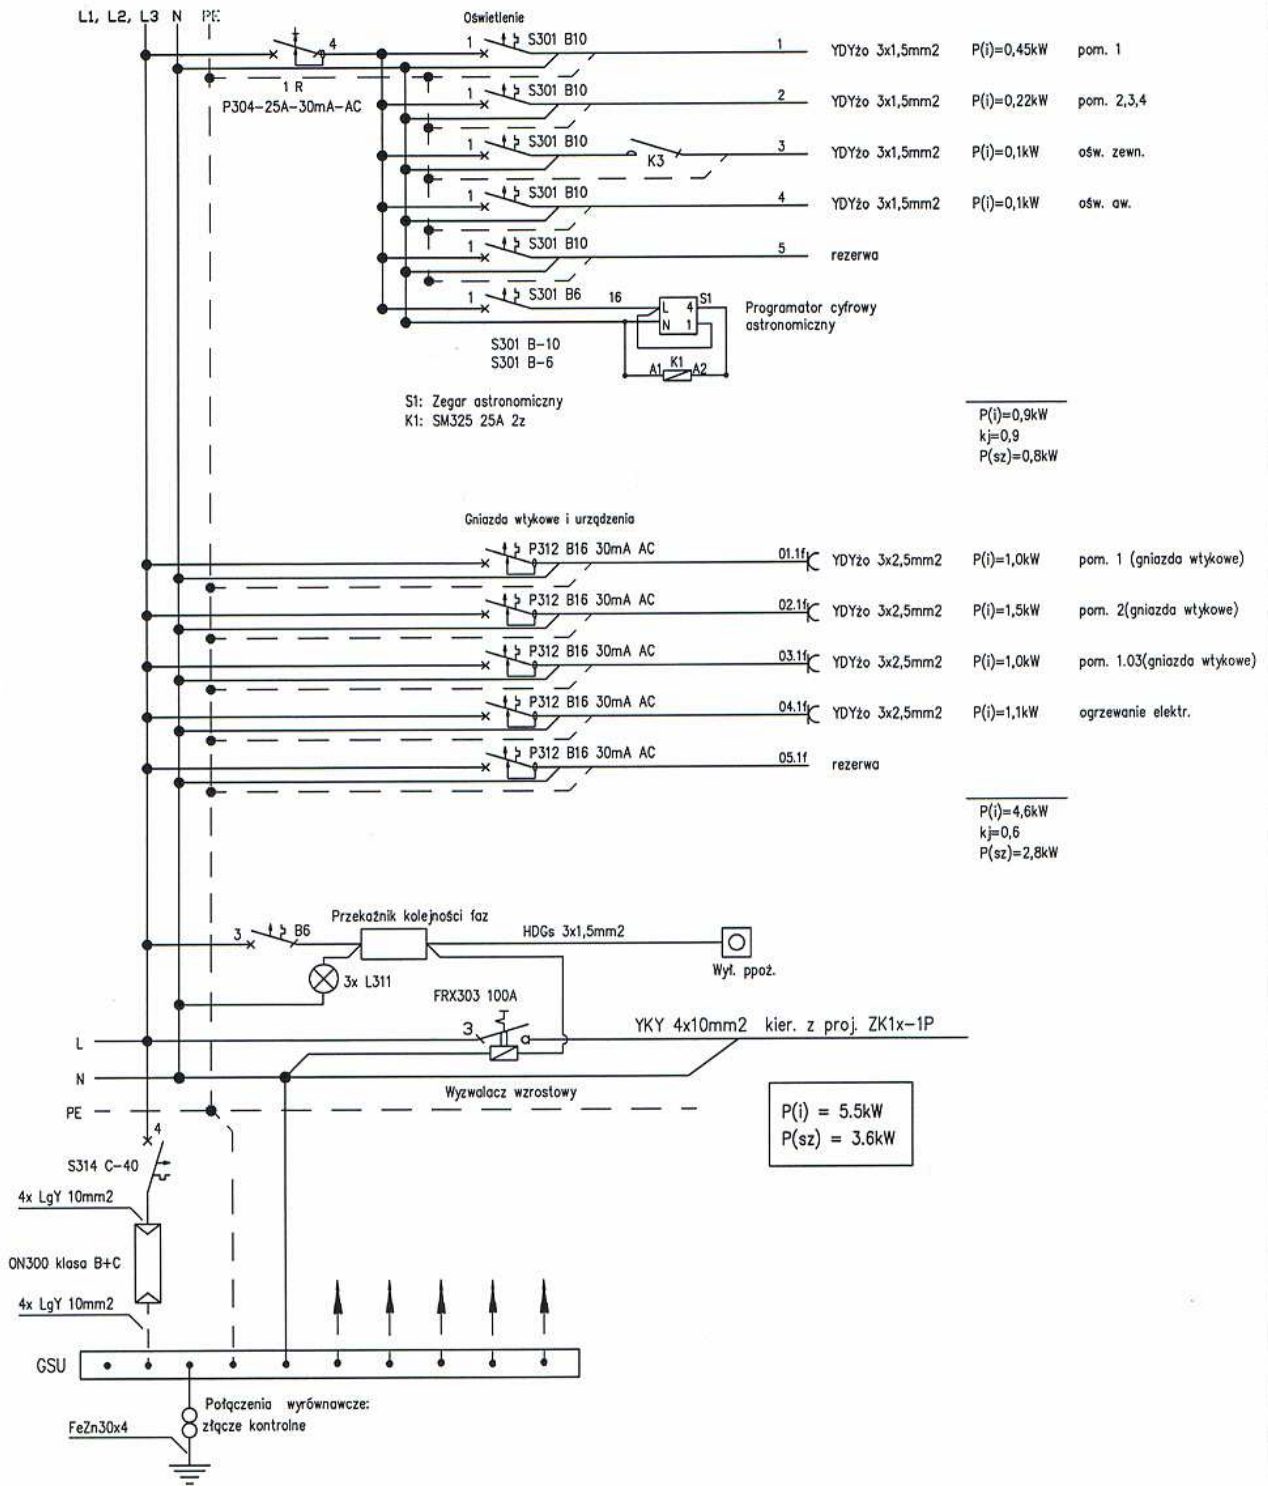 L1, L2, L3 N PE
Oświetlenie
4
1 R
P304-25A-30mA-AC
1 S301 B10 1 YDYżo 3x1,5mm2 P(i)=0,45kW pom. 1
1 S301 B10 2 YDYżo 3x1,5mm2 P(i)=0,22kW pom. 2,3,4
1 S301 B10 K3 3 YDYżo 3x1,5mm2 P(i)=0,1kW ośw. zewn.
1 S301 B10 4 YDYżo 3x1,5mm2 P(i)=0,1kW ośw. aw.
1 S301 B10 5 rezerwa
1 S301 B6 16 L 4 S1 Programator cyfrowy
N 1 astronomiczny
S301 B-10
S301 B-6
A1 K1 A2
S1: Zegar astronomiczny
K1: SM325 25A 2z
P(i)=0,9kW
kj=0,9
P(sz)=0,8kW
Gniazda wtykowe i urządzenia
P312 B16 30mA AC 01.1f YDYżo 3x2,5mm2 P(i)=1,0kW pom. 1 (gniazda wtykowe)
P312 B16 30mA AC 02.1f YDYżo 3x2,5mm2 P(i)=1,5kW pom. 2(gniazda wtykowe)
P312 B16 30mA AC 03.1f YDYżo 3x2,5mm2 P(i)=1,0kW pom. 1.03(gniazda wtykowe)
P312 B16 30mA AC 04.1f YDYżo 3x2,5mm2 P(i)=1,1kW ogrzewanie elektr.
P312 B16 30mA AC 05.1f rezerwa
P(i)=4,6kW
kj=0,6
P(sz)=2,8kW
Przekaźnik kolejności faz
3 B6 HDGs 3x1,5mm2
Wył. ppoż.
3x L311
FRX303 100A
L 3 YKY 4x10mm2 kier. z proj. ZK1x-1P
N
Wyzwalacz wzrostowy
PE
P(i) = 5.5kW
P(sz) = 3.6kW
4
S314 C-40
4x LgY 10mm2
ON300 klasa B+C
4x LgY 10mm2
GSU
Połączenia wyrównawcze:
złącze kontrolne
FeZn30x4